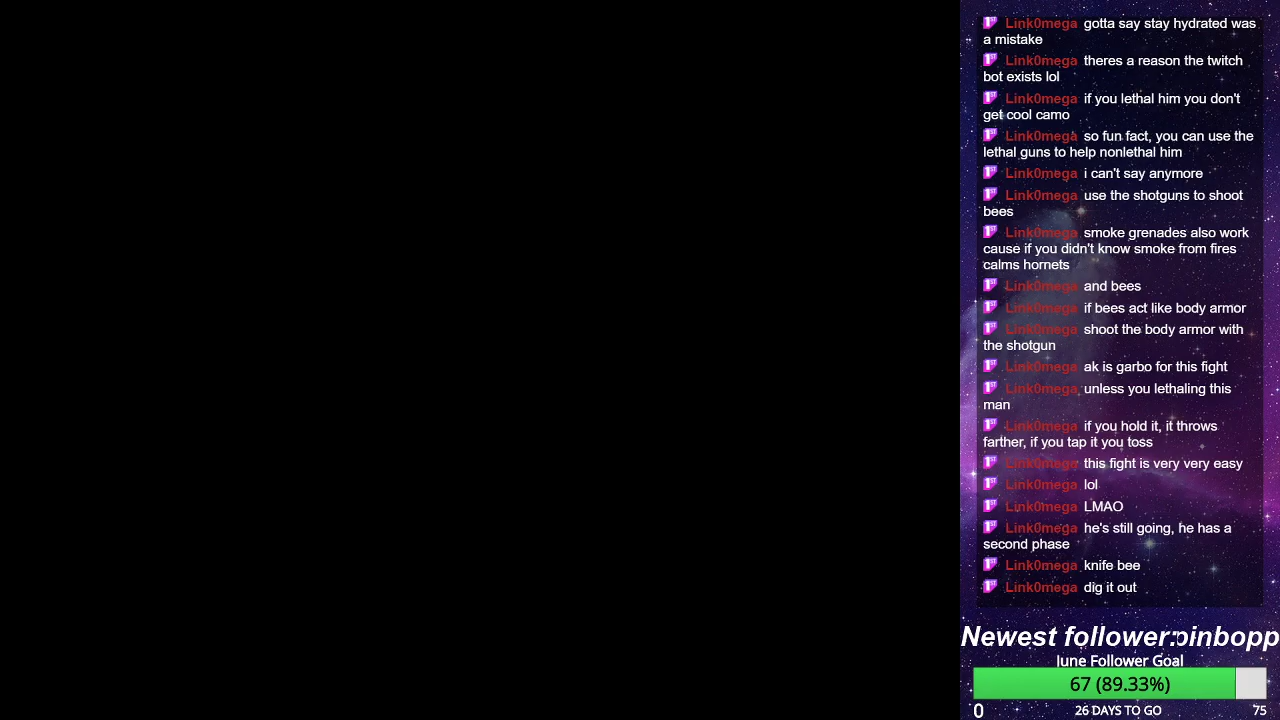 Link0mega gotta say stay hydrated was
a mistake
Link0mega theres a reason the twitch
bot exists lol
Link0mega if you lethal him you don't
get cool camo
Link0mega so fun fact, you can use the
lethal guns to help nonlethal him
Link0mega i can't say anymore
Link0mega use the shotguns to shoot
bees
Link0mega smoke grenades also work
cause if you didn't know smoke from fires
calms hornets
Link0mega and bees
Link0mega if bees act like body armor
Link0mega shoot the body armor with
the shotgun
Link0mega ak is garbo for this fight
Link0mega unless you lethaling this
man
Link0mega if you hold it, it throws
farther, if you tap it you toss
Link0mega this fight is very very easy
Link0mega lol
Link0mega LMAO
Link0mega he's still going, he has a
second phase
Link0mega knife bee
Link0mega dig it out
Newest follower:pinbopp
June Follower Goal
67 (89.33%)
0 26 DAYS TO GO 75